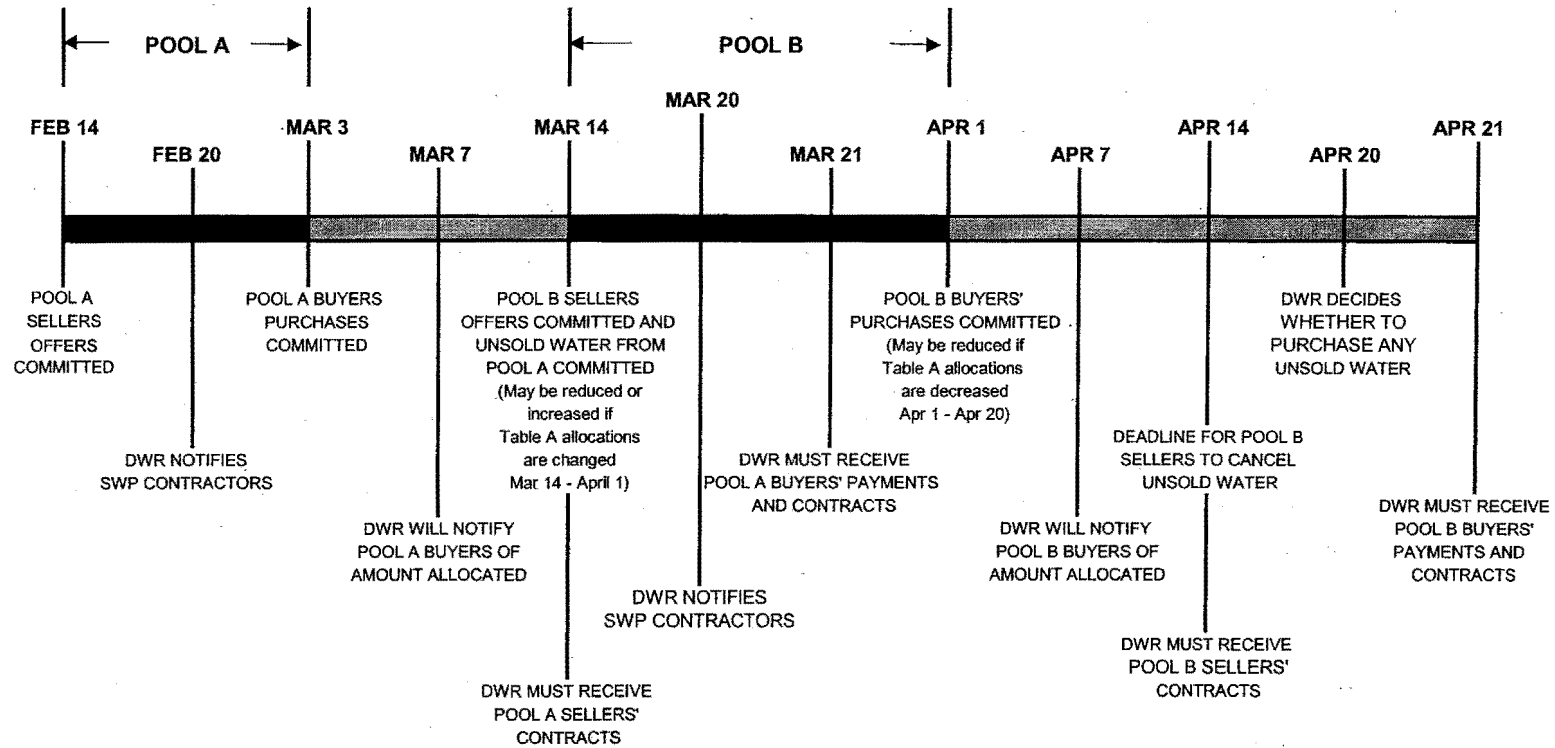 POOL A
POOL B
FEB 14
FEB 20
MAR 3
MAR 7
MAR 14
MAR 20
MAR 21
APR 1
APR 7
APR 14
APR 20
APR 21
POOL A
SELLERS
OFFERS
COMMITTED
DWR NOTIFIES
SWP CONTRACTORS
POOL A BUYERS
PURCHASES
COMMITTED
DWR WILL NOTIFY
POOL A BUYERS OF
AMOUNT ALLOCATED
POOL B SELLERS
OFFERS COMMITTED AND
UNSOLD WATER FROM
POOL A COMMITTED
(May be reduced or
increased if
Table A allocations
are changed
Mar 14 - April 1)
DWR MUST RECEIVE
POOL A SELLERS'
CONTRACTS
DWR NOTIFIES
SWP CONTRACTORS
DWR MUST RECEIVE
POOL A BUYERS' PAYMENTS
AND CONTRACTS
POOL B BUYERS'
PURCHASES COMMITTED
(May be reduced if
Table A allocations
are decreased
Apr 1 - Apr 20)
DWR WILL NOTIFY
POOL B BUYERS OF
AMOUNT ALLOCATED
DEADLINE FOR POOL B
SELLERS TO CANCEL
UNSOLD WATER
DWR MUST RECEIVE
POOL B SELLERS'
CONTRACTS
DWR DECIDES
WHETHER TO
PURCHASE ANY
UNSOLD WATER
DWR MUST RECEIVE
POOL B BUYERS'
PAYMENTS AND
CONTRACTS